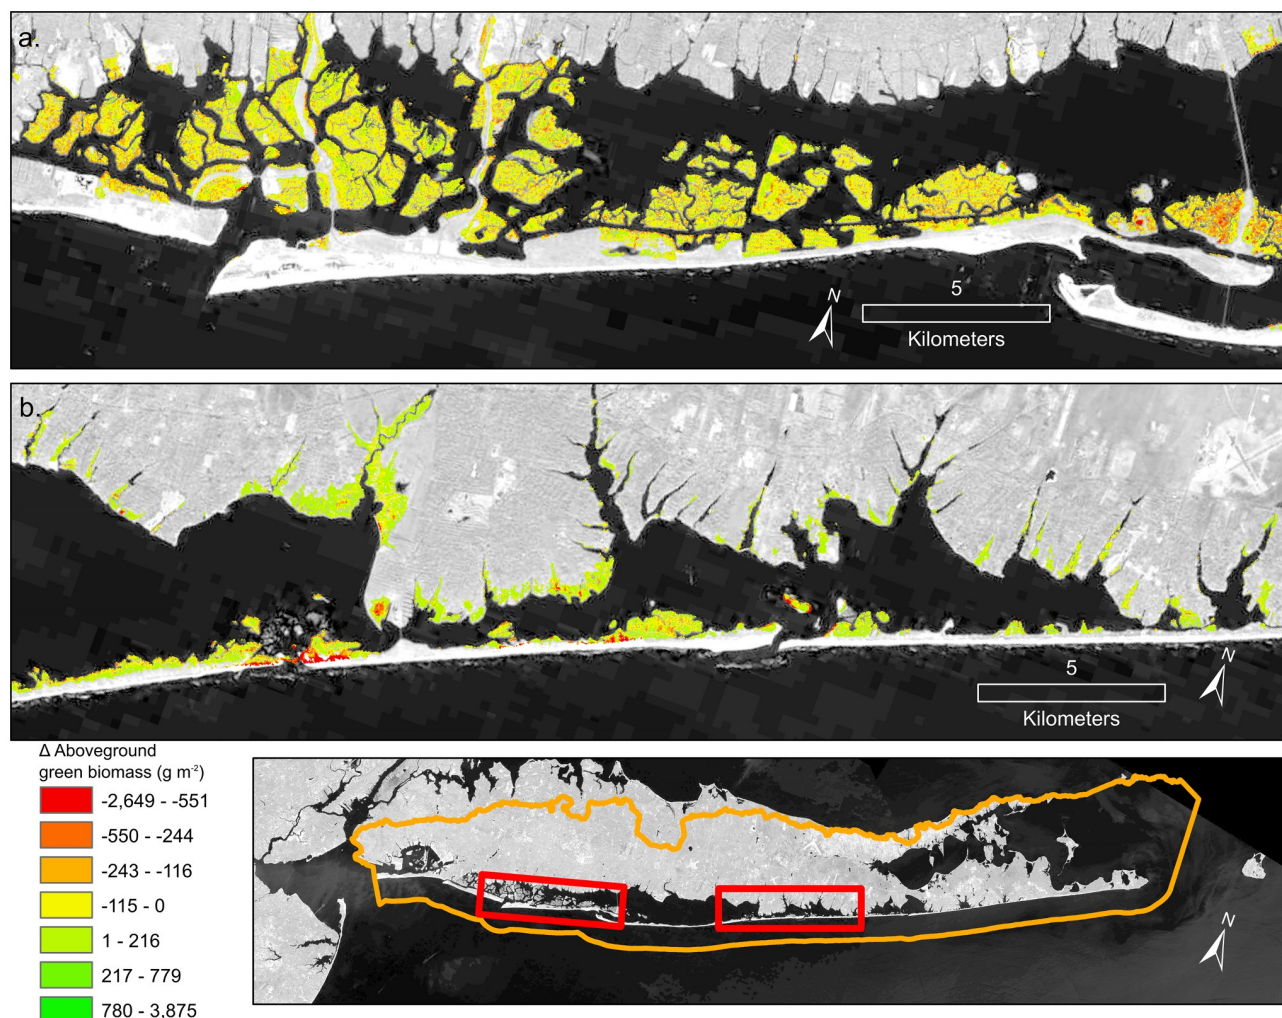 a.
N
5
Kilometers
b.
N
5
Kilometers
Δ Aboveground
green biomass (g m⁻²)
-2,649 - -551
-550 - -244
-243 - -116
-115 - 0
1 - 216
217 - 779
780 - 3.875
N